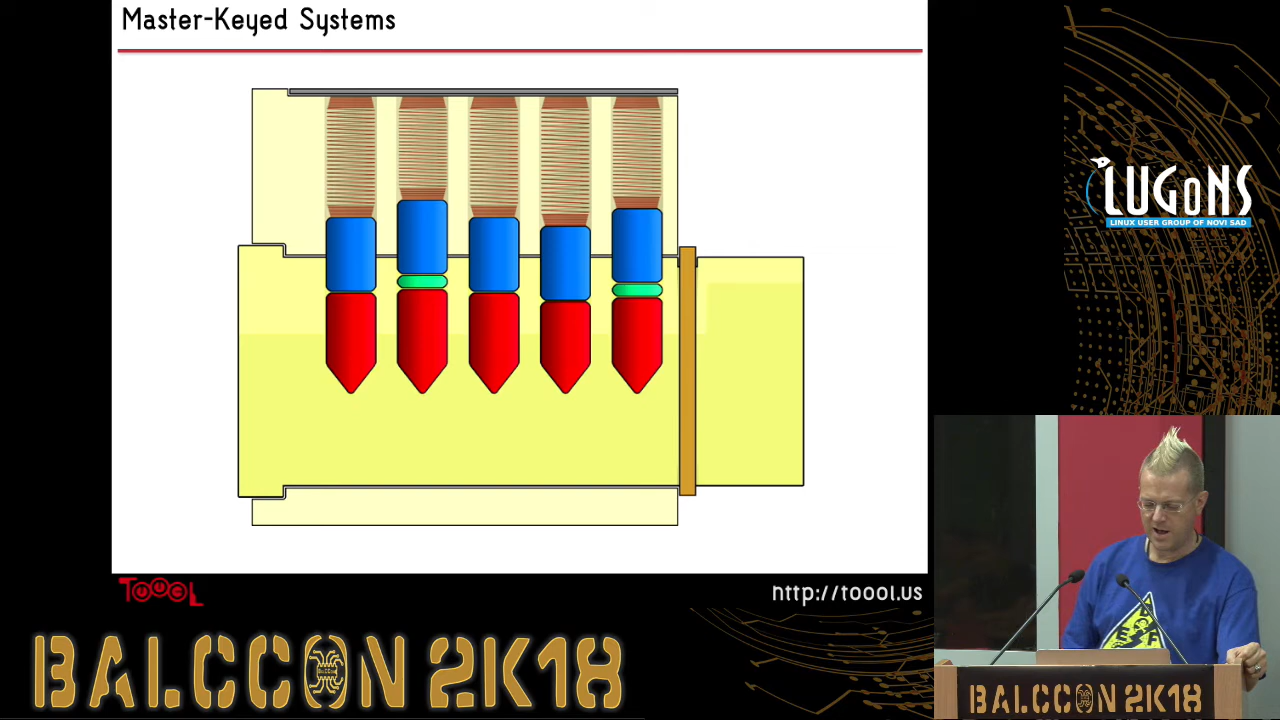 Master-Keyed Systems
LUGoNS
LINUX USER GROUP OF NOVI SAD
TOOOL
http://toool.us
BALCCON 2K18
BALCCON 2K18